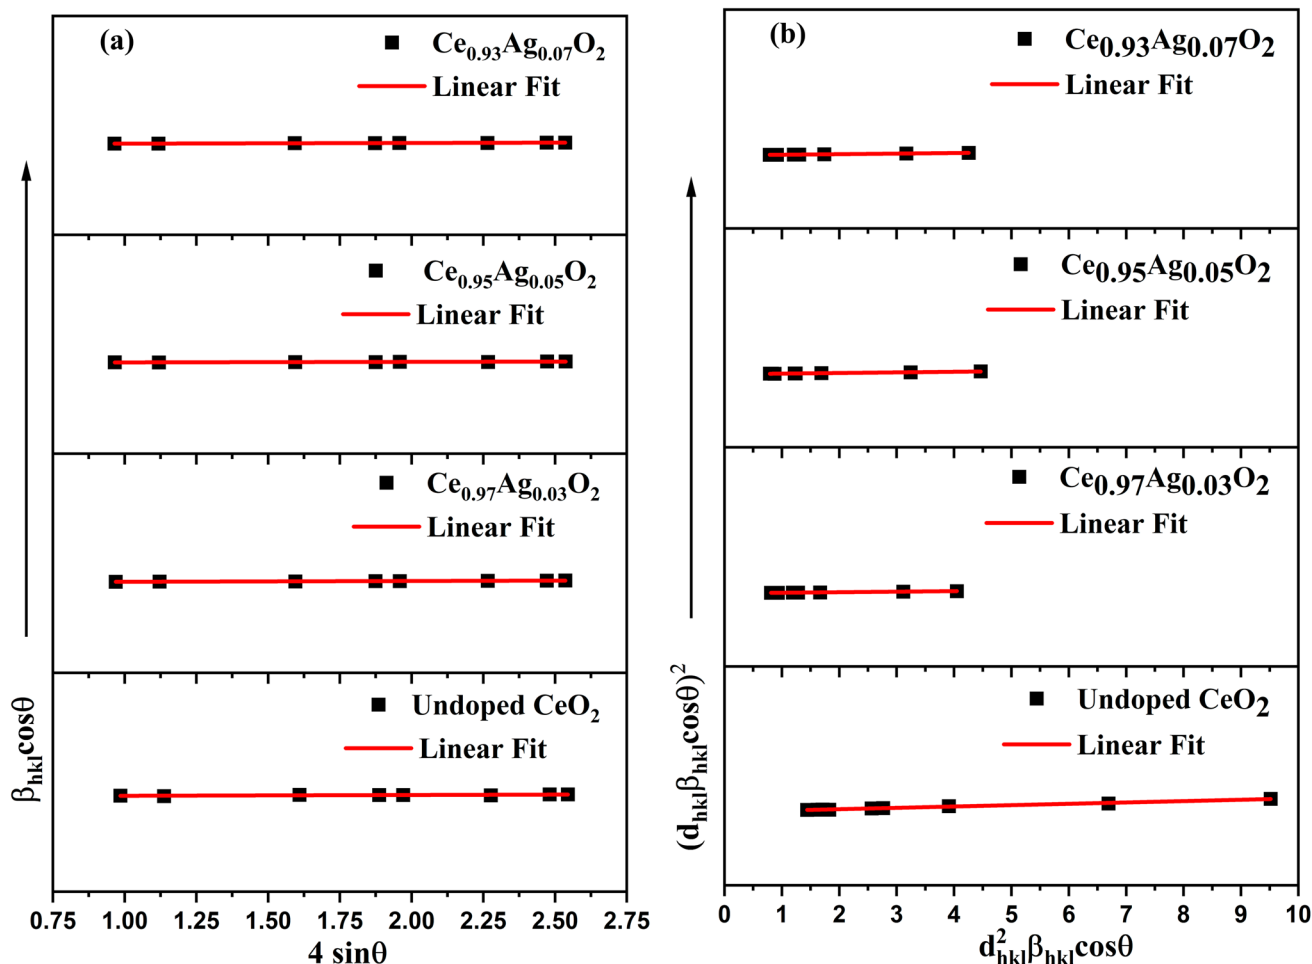 (a)
Ce0.93Ag0.07O2
Linear Fit
Ce0.95Ag0.05O2
Linear Fit
Ce0.97Ag0.03O2
Linear Fit
Undoped CeO2
Linear Fit
βhklcosθ
0.75 1.00 1.25 1.50 1.75 2.00 2.25 2.50 2.75
4 sinθ
(b)
Ce0.93Ag0.07O2
Linear Fit
Ce0.95Ag0.05O2
Linear Fit
Ce0.97Ag0.03O2
Linear Fit
Undoped CeO2
Linear Fit
(dhklβhklcosθ)²
0 1 2 3 4 5 6 7 8 9 10
d²hklβhklcosθ